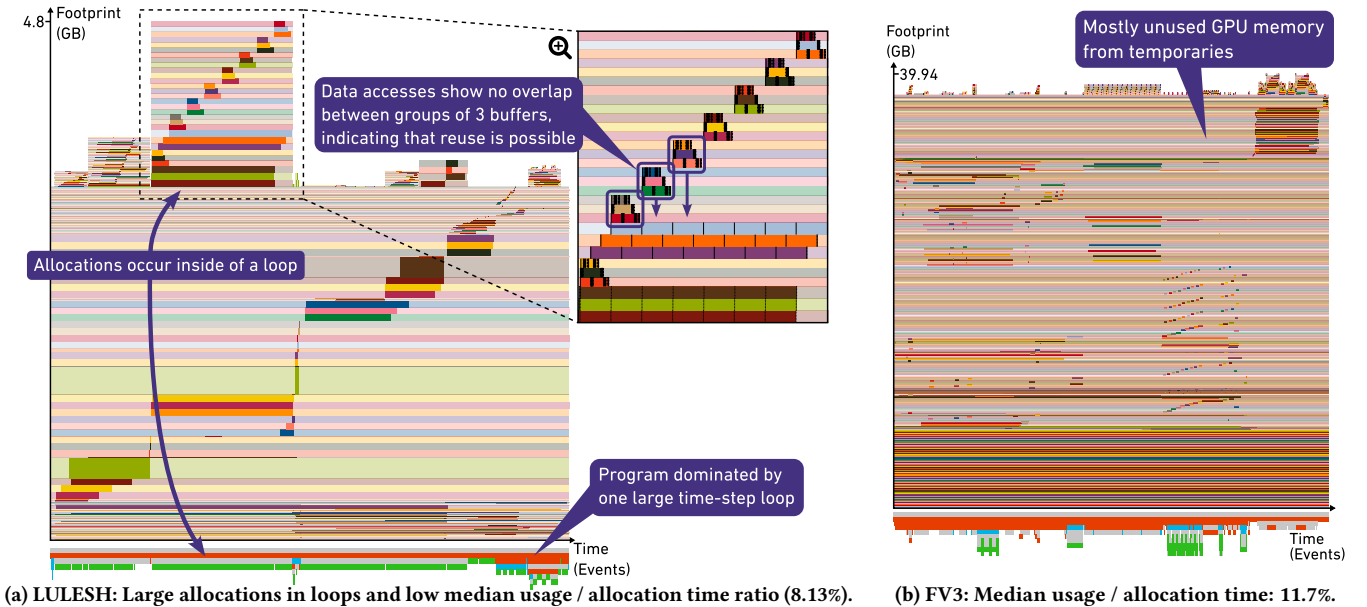 4.8
Footprint
(GB)
Data accesses show no overlap
between groups of 3 buffers,
indicating that reuse is possible
Allocations occur inside of a loop
Program dominated by
one large time-step loop
Time
(Events)
(a) LULESH: Large allocations in loops and low median usage / allocation time ratio (8.13%).
Footprint
(GB)
39.94
Mostly unused GPU memory
from temporaries
Time
(Events)
(b) FV3: Median usage / allocation time: 11.7%.